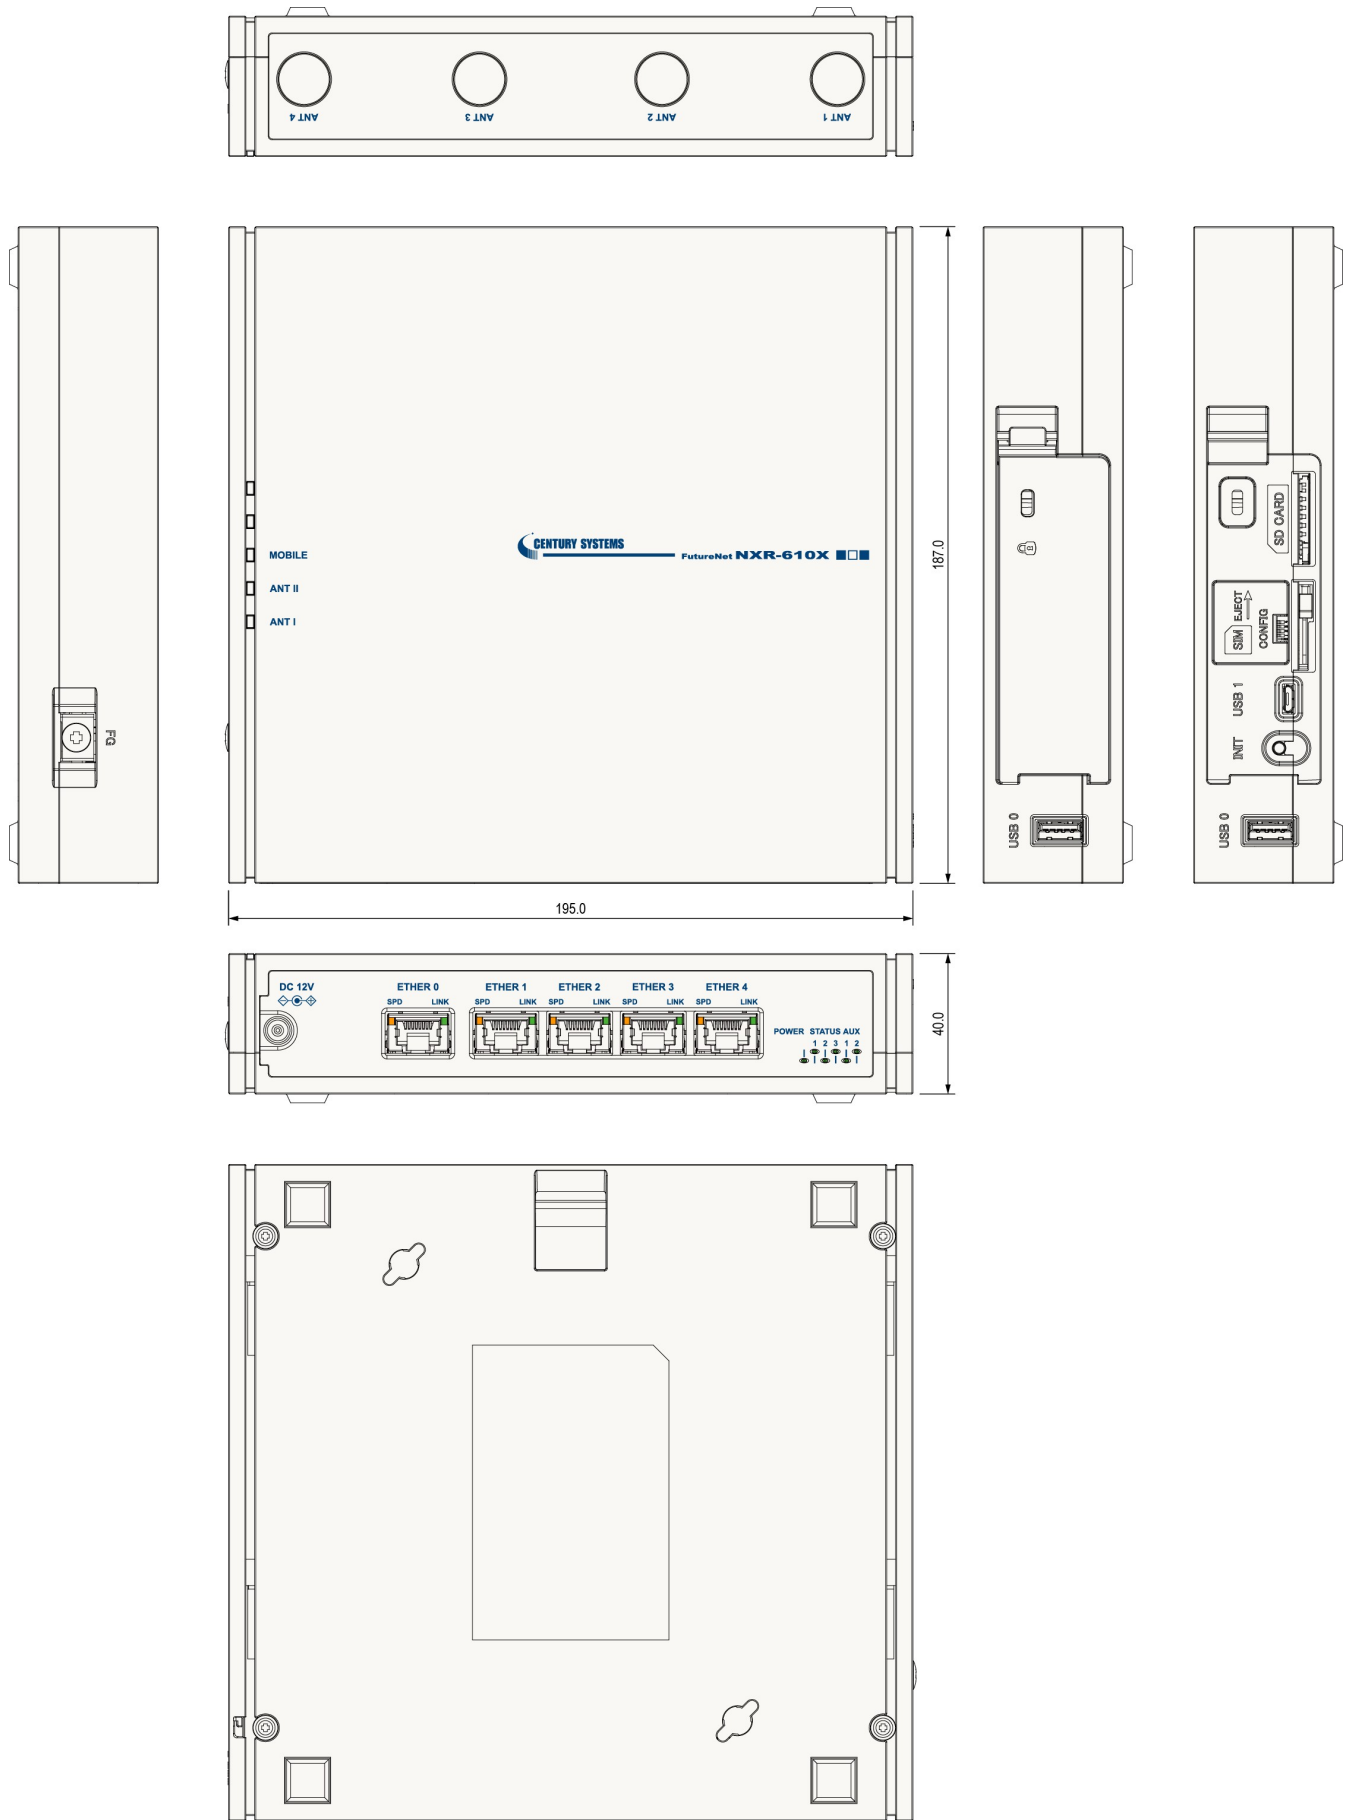 ANT 4 ANT 3 ANT 2 ANT 1
FG
MOBILE
ANT II
ANT I
CENTURY SYSTEMS
FutureNet NXR-610X
187.0
195.0
USB 0
SD CARD
SIM EJECT
CONFIG
USB 1
INIT
USB 0
DC 12V
ETHER 0 ETHER 1 ETHER 2 ETHER 3 ETHER 4
SPD LINK SPD LINK SPD LINK SPD LINK SPD LINK
POWER STATUS AUX
1 2 3 1 2
40.0